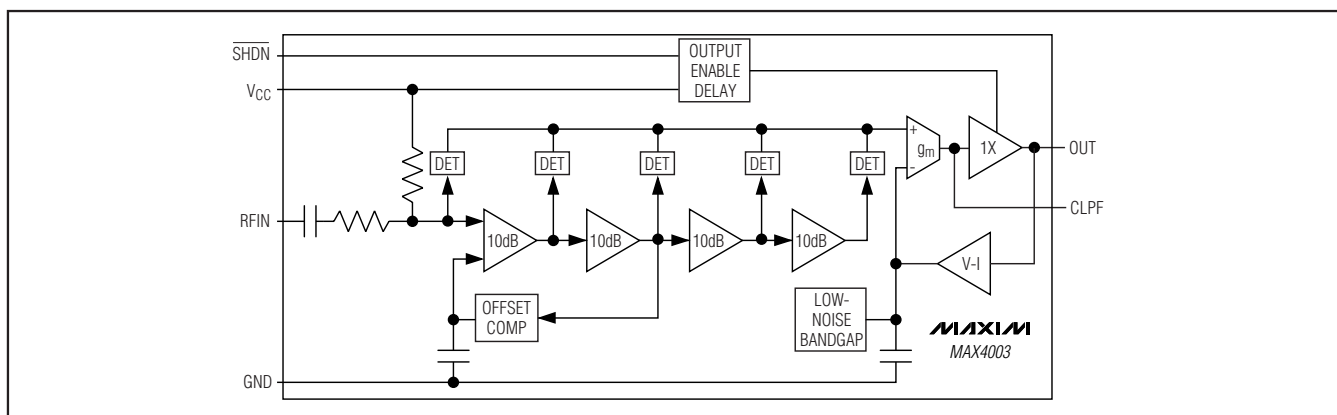 SHDN
OUTPUT
ENABLE
DELAY
VCC
+
gm
-
1X
OUT
DET
DET
DET
DET
DET
CLPF
RFIN
10dB
10dB
10dB
10dB
V-I
OFFSET
COMP
LOW-
NOISE
BANDGAP
MAXIM
MAX4003
GND